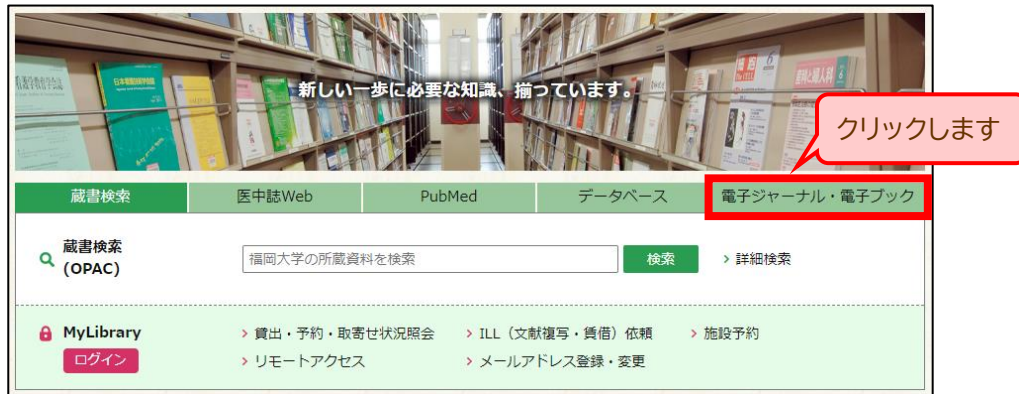 新しい一歩に必要な知識、揃っています。
クリックします
蔵書検索 医中誌Web PubMed データベース 電子ジャーナル・電子ブック
蔵書検索
(OPAC)
福岡大学の所蔵資料を検索 検索 > 詳細検索
MyLibrary > 貸出・予約・取寄せ状況照会 > ILL（文献複写・賃借）依頼 > 施設予約
ログイン > リモートアクセス > メールアドレス登録・変更